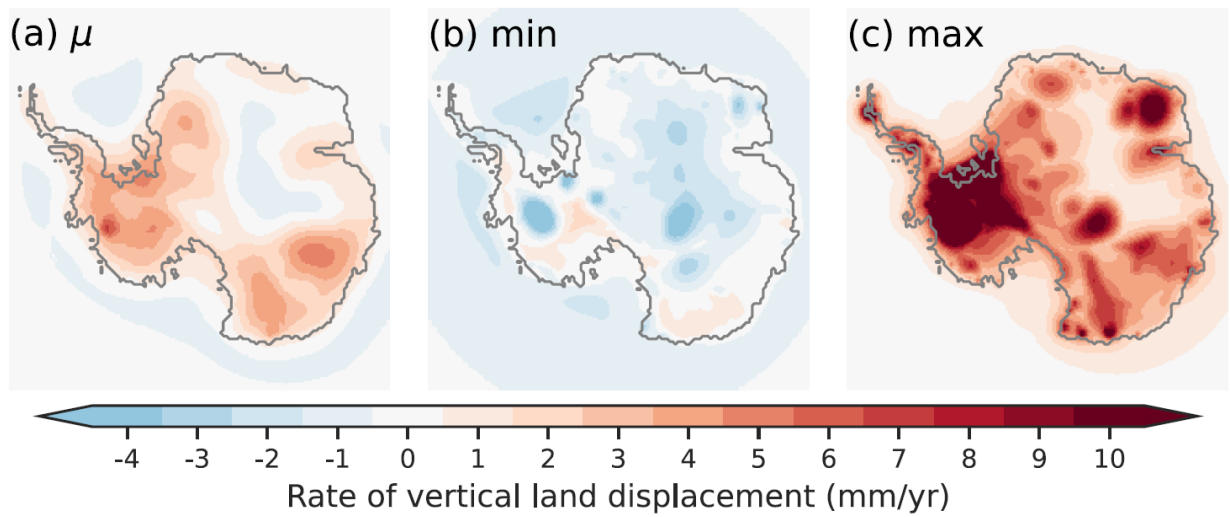 (a) μ
(b) min
(c) max
-4 -3 -2 -1 0 1 2 3 4 5 6 7 8 9 10
Rate of vertical land displacement (mm/yr)